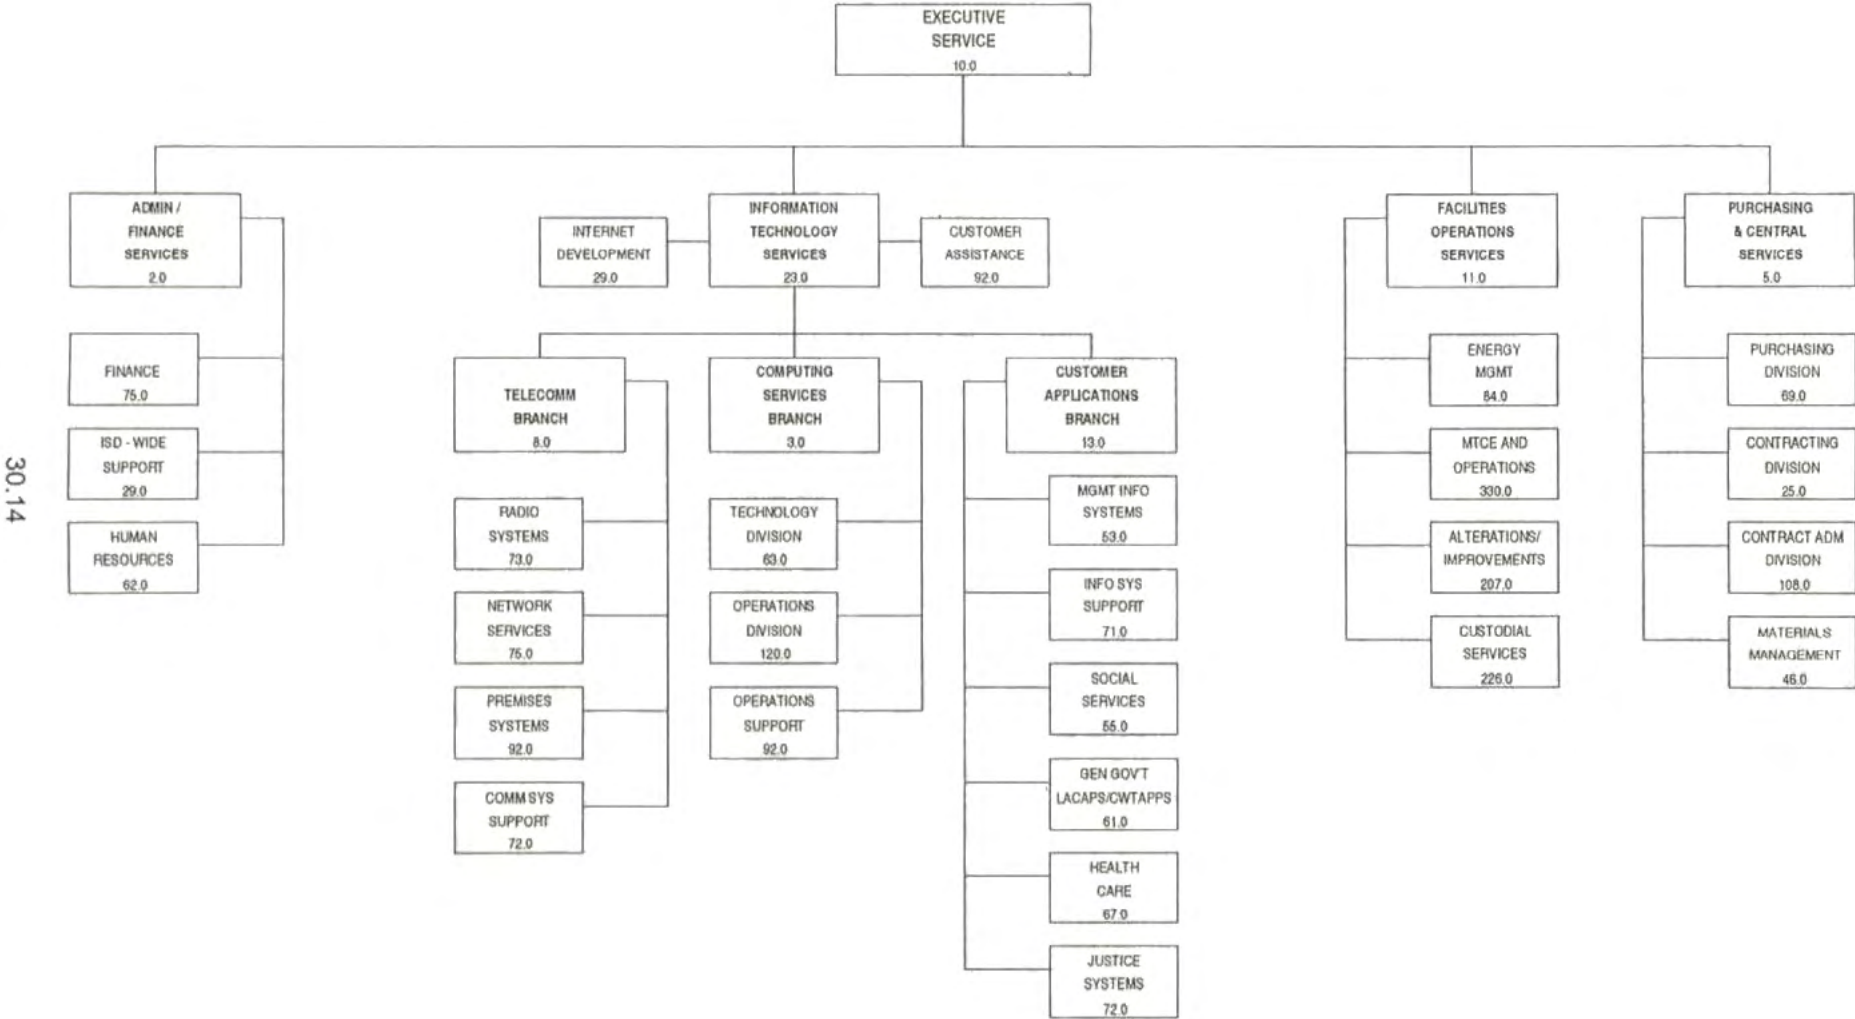 EXECUTIVE
SERVICE
10.0
ADMIN /
FINANCE
SERVICES
2.0
FINANCE
75.0
ISD - WIDE
SUPPORT
29.0
HUMAN
RESOURCES
62.0
INTERNET
DEVELOPMENT
29.0
INFORMATION
TECHNOLOGY
SERVICES
23.0
CUSTOMER
ASSISTANCE
92.0
TELECOMM
BRANCH
8.0
RADIO
SYSTEMS
73.0
NETWORK
SERVICES
75.0
PREMISES
SYSTEMS
92.0
COMM SYS
SUPPORT
72.0
COMPUTING
SERVICES
BRANCH
3.0
TECHNOLOGY
DIVISION
63.0
OPERATIONS
DIVISION
120.0
OPERATIONS
SUPPORT
92.0
CUSTOMER
APPLICATIONS
BRANCH
13.0
MGMT INFO
SYSTEMS
53.0
INFO SYS
SUPPORT
71.0
SOCIAL
SERVICES
55.0
GEN GOV'T
LACAPS/CWTAPPS
61.0
HEALTH
CARE
67.0
JUSTICE
SYSTEMS
72.0
FACILITIES
OPERATIONS
SERVICES
11.0
ENERGY
MGMT
84.0
MTCE AND
OPERATIONS
330.0
ALTERATIONS/
IMPROVEMENTS
207.0
CUSTODIAL
SERVICES
226.0
PURCHASING
& CENTRAL
SERVICES
5.0
PURCHASING
DIVISION
69.0
CONTRACTING
DIVISION
25.0
CONTRACT ADM
DIVISION
108.0
MATERIALS
MANAGEMENT
46.0
30.14